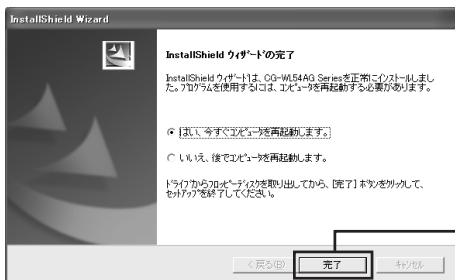 InstallShield Wizard
InstallShield ウィザードの完了
InstallShield ウィザードは、CG-WL54AG Seriesを正常にインストールしまし
た。プログラムを使用するには、コンピュータを再起動する必要があります。
はい、今すぐコンピュータを再起動します。
いいえ、後でコンピュータを再起動します。
ドライブからフロッピーディスクを取り出してから、[完了] ボタンをクリックして、
セットアップを終了してください。
< 戻る(B)
完了
キャンセル